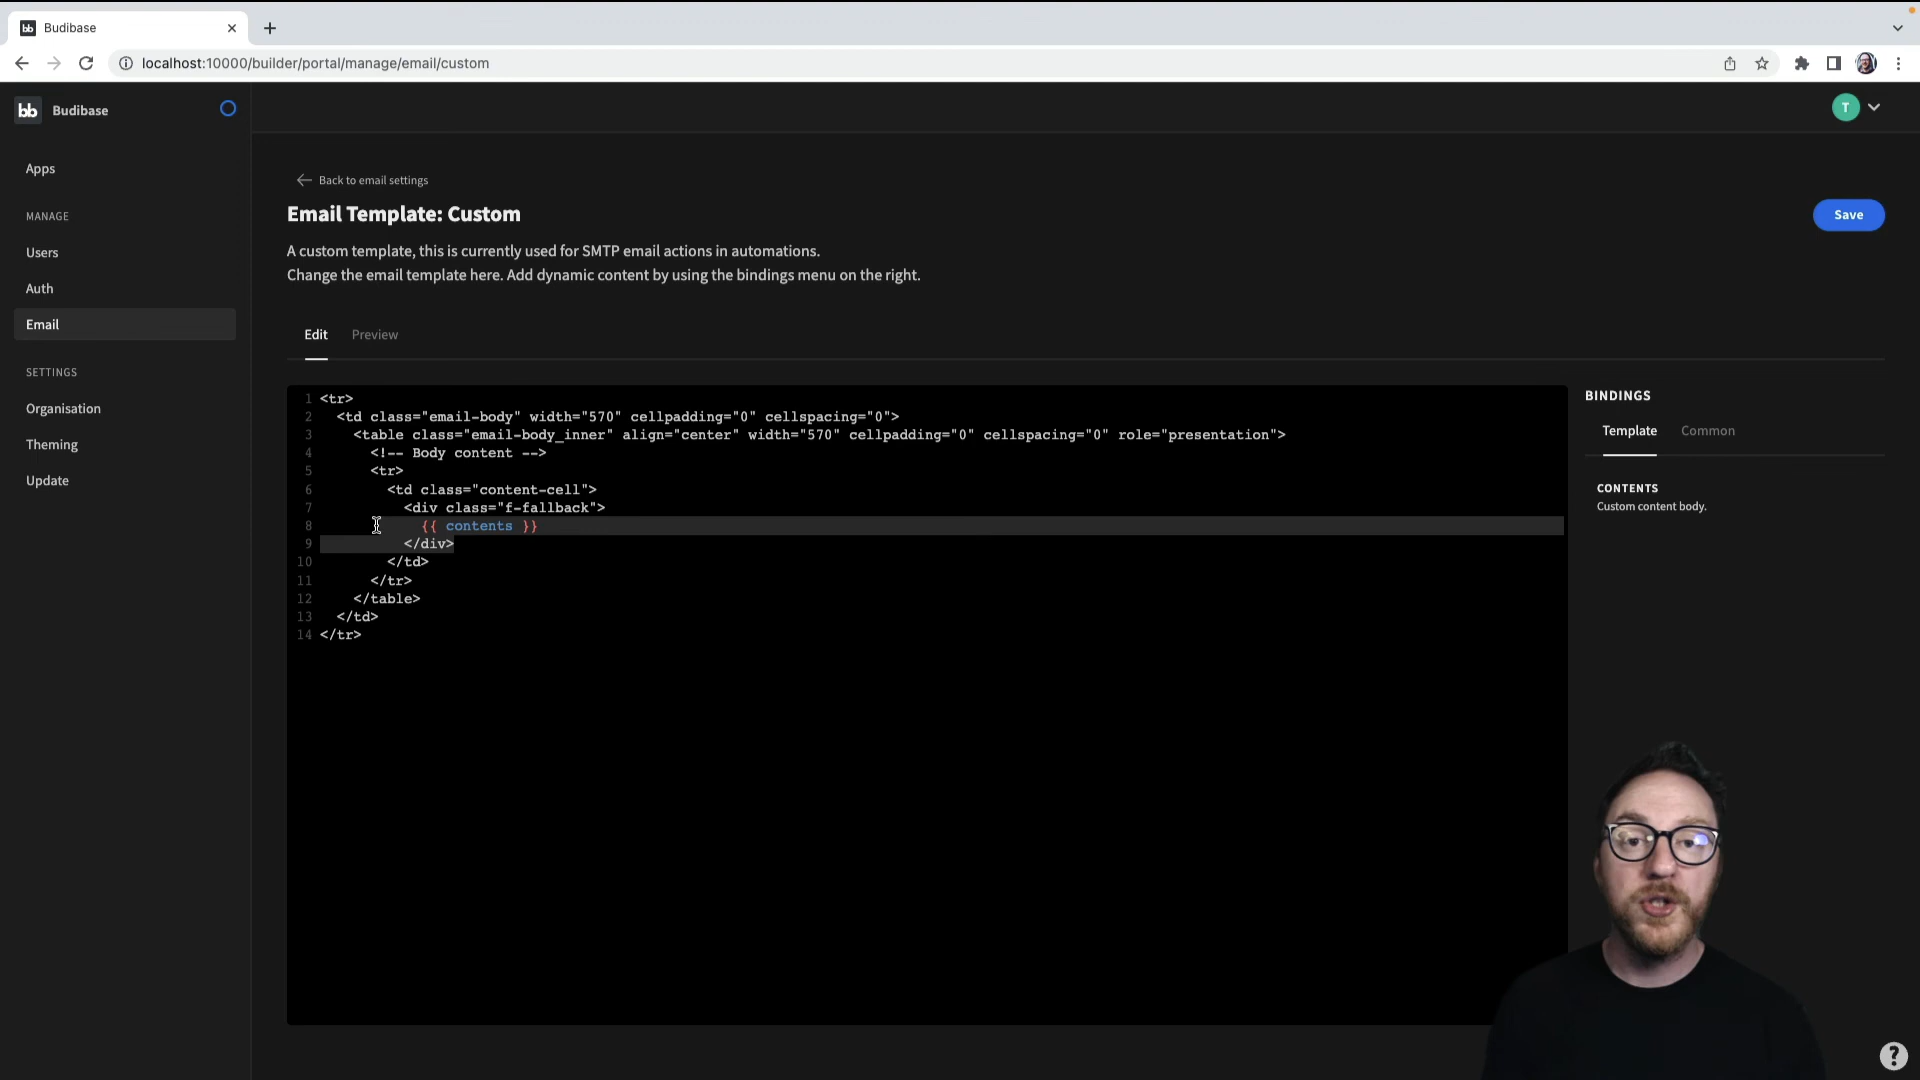 bb Budibase
localhost:10000/builder/portal/manage/email/custom
bb Budibase
T
Apps
MANAGE
Users
Auth
Email
SETTINGS
Organisation
Theming
Update
Back to email settings
Email Template: Custom
Save
A custom template, this is currently used for SMTP email actions in automations.
Change the email template here. Add dynamic content by using the bindings menu on the right.
Edit Preview
1 <tr>
2 <td class="email-body" width="570" cellpadding="0" cellspacing="0">
3 <table class="email-body_inner" align="center" width="570" cellpadding="0" cellspacing="0" role="presentation">
4 <!-- Body content -->
5 <tr>
6 <td class="content-cell">
7 <div class="f-fallback">
8 {{ contents }}
9 </div>
10 </td>
11 </tr>
12 </table>
13 </td>
14 </tr>
BINDINGS
Template Common
CONTENTS
Custom content body.
?